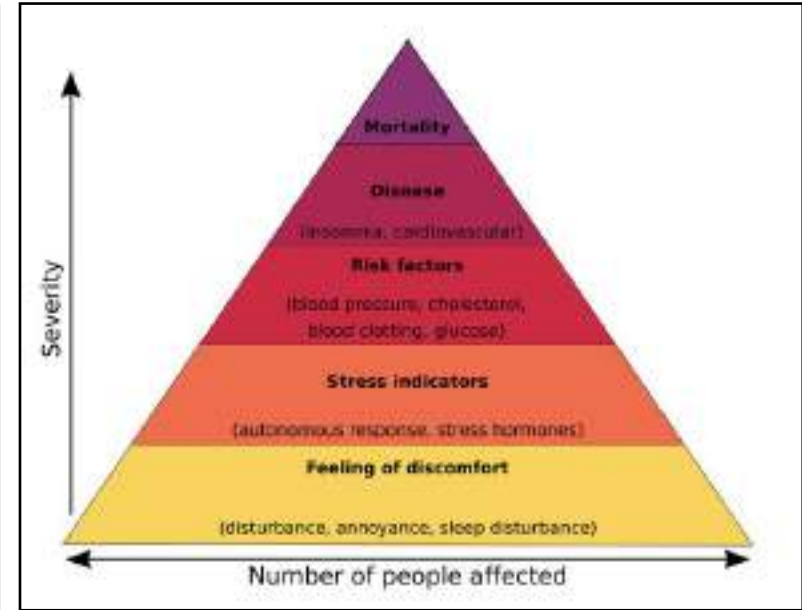 Mortality
Disease
(insomnia, cardiovascular)
Risk factors
(blood pressure, cholesterol,
blood clotting, glucose)
Stress indicators
(autonomous response, stress hormones)
Feeling of discomfort
(disturbance, annoyance, sleep disturbance)
Severity
Number of people affected